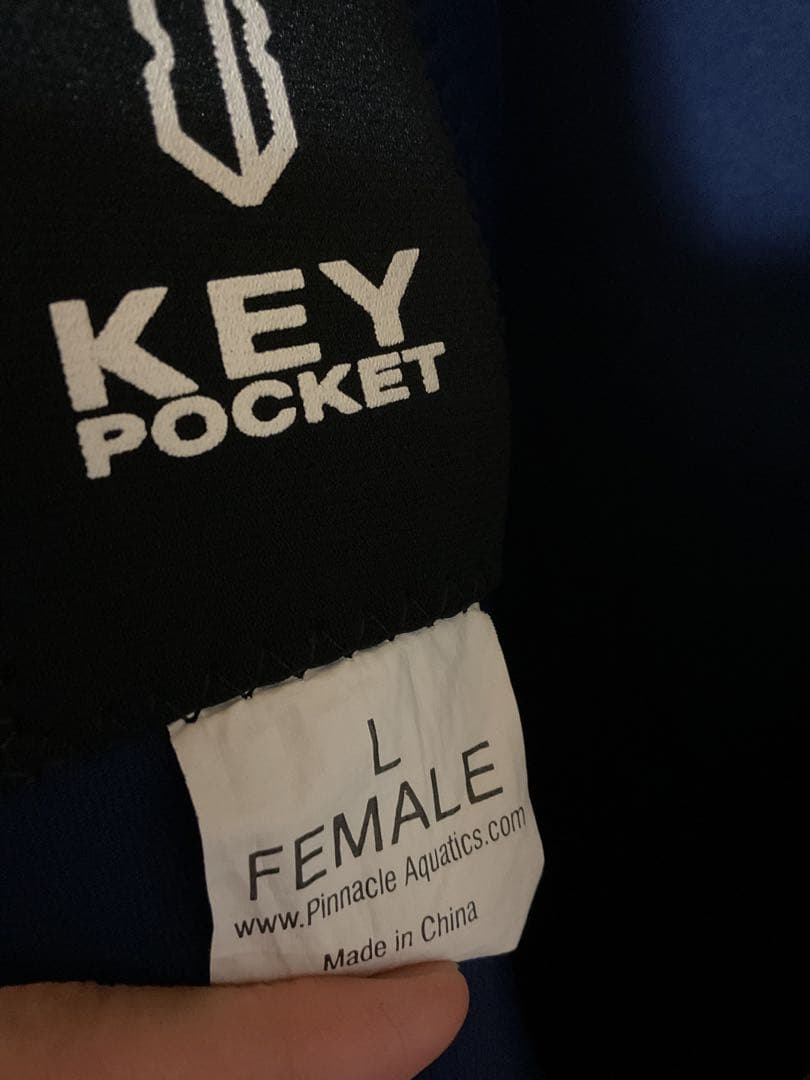 KEY
POCKET
L
FEMALE
www.Pinnacle Aquatics.com
Made in China